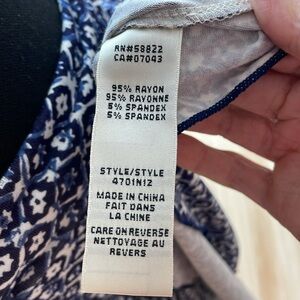 RN#58822
CA#07043
95% RAYON
95% RAYONNE
5% SPANDEX
5% SPANDEX
STYLE/STYLE
4701N12
MADE IN CHINA
FAIT DANS
LA CHINE
CARE ON REVERSE
NETTOYAGE AU
REVERS